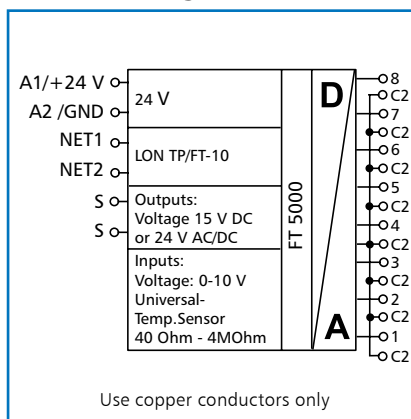 A1/+24 V
A2 /GND
NET1
NET2
S
S
24 V
LON TP/FT-10
Outputs:
Voltage 15 V DC
or 24 V AC/DC
Inputs:
Voltage: 0-10 V
Universal-
Temp.Sensor
40 Ohm - 4MOhm
FT 5000
D
A
8
C2
7
C2
6
C2
5
C2
4
C2
3
C2
2
C2
1
C2
Use copper conductors only